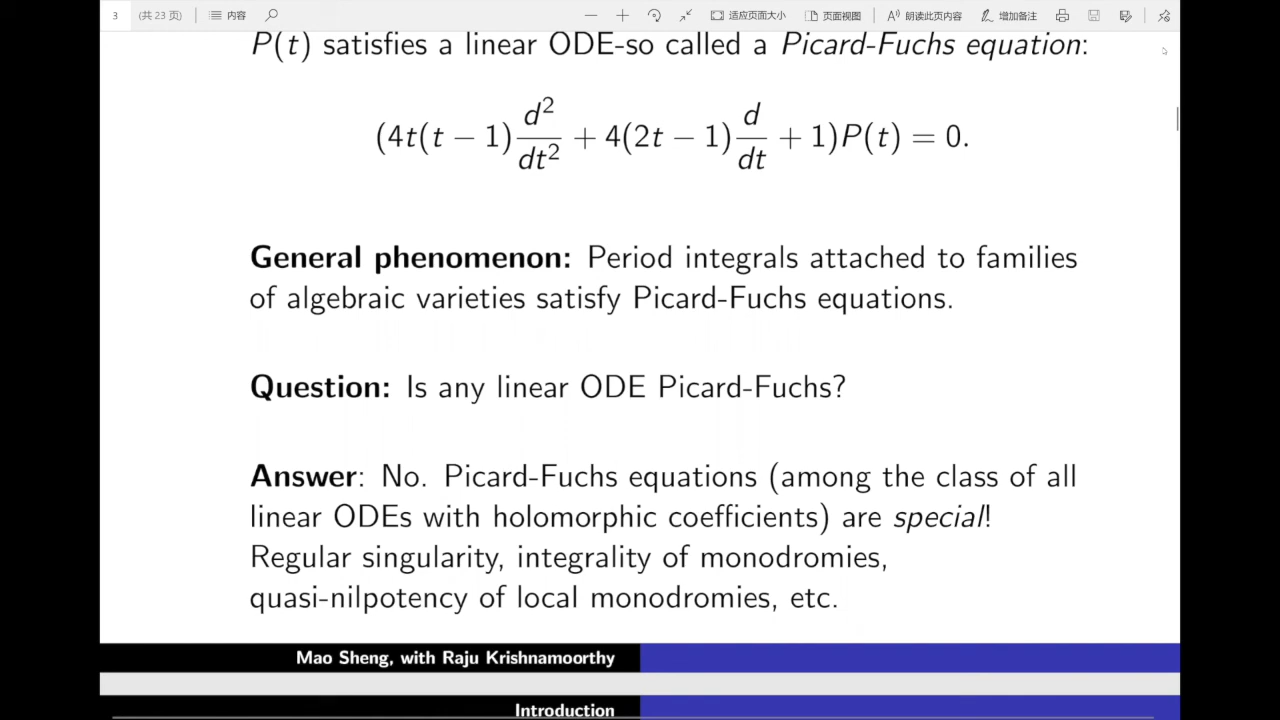 3 (共 23 页) 内容 适应页面大小 页面视图 A 朗读此页内容 增加备注
P(t) satisfies a linear ODE-so called a Picard-Fuchs equation:
(4t(t − 1) d²/dt² + 4(2t − 1) d/dt + 1)P(t) = 0.
General phenomenon: Period integrals attached to families
of algebraic varieties satisfy Picard-Fuchs equations.
Question: Is any linear ODE Picard-Fuchs?
Answer: No. Picard-Fuchs equations (among the class of all
linear ODEs with holomorphic coefficients) are special!
Regular singularity, integrality of monodromies,
quasi-nilpotency of local monodromies, etc.
Mao Sheng, with Raju Krishnamoorthy
Introduction